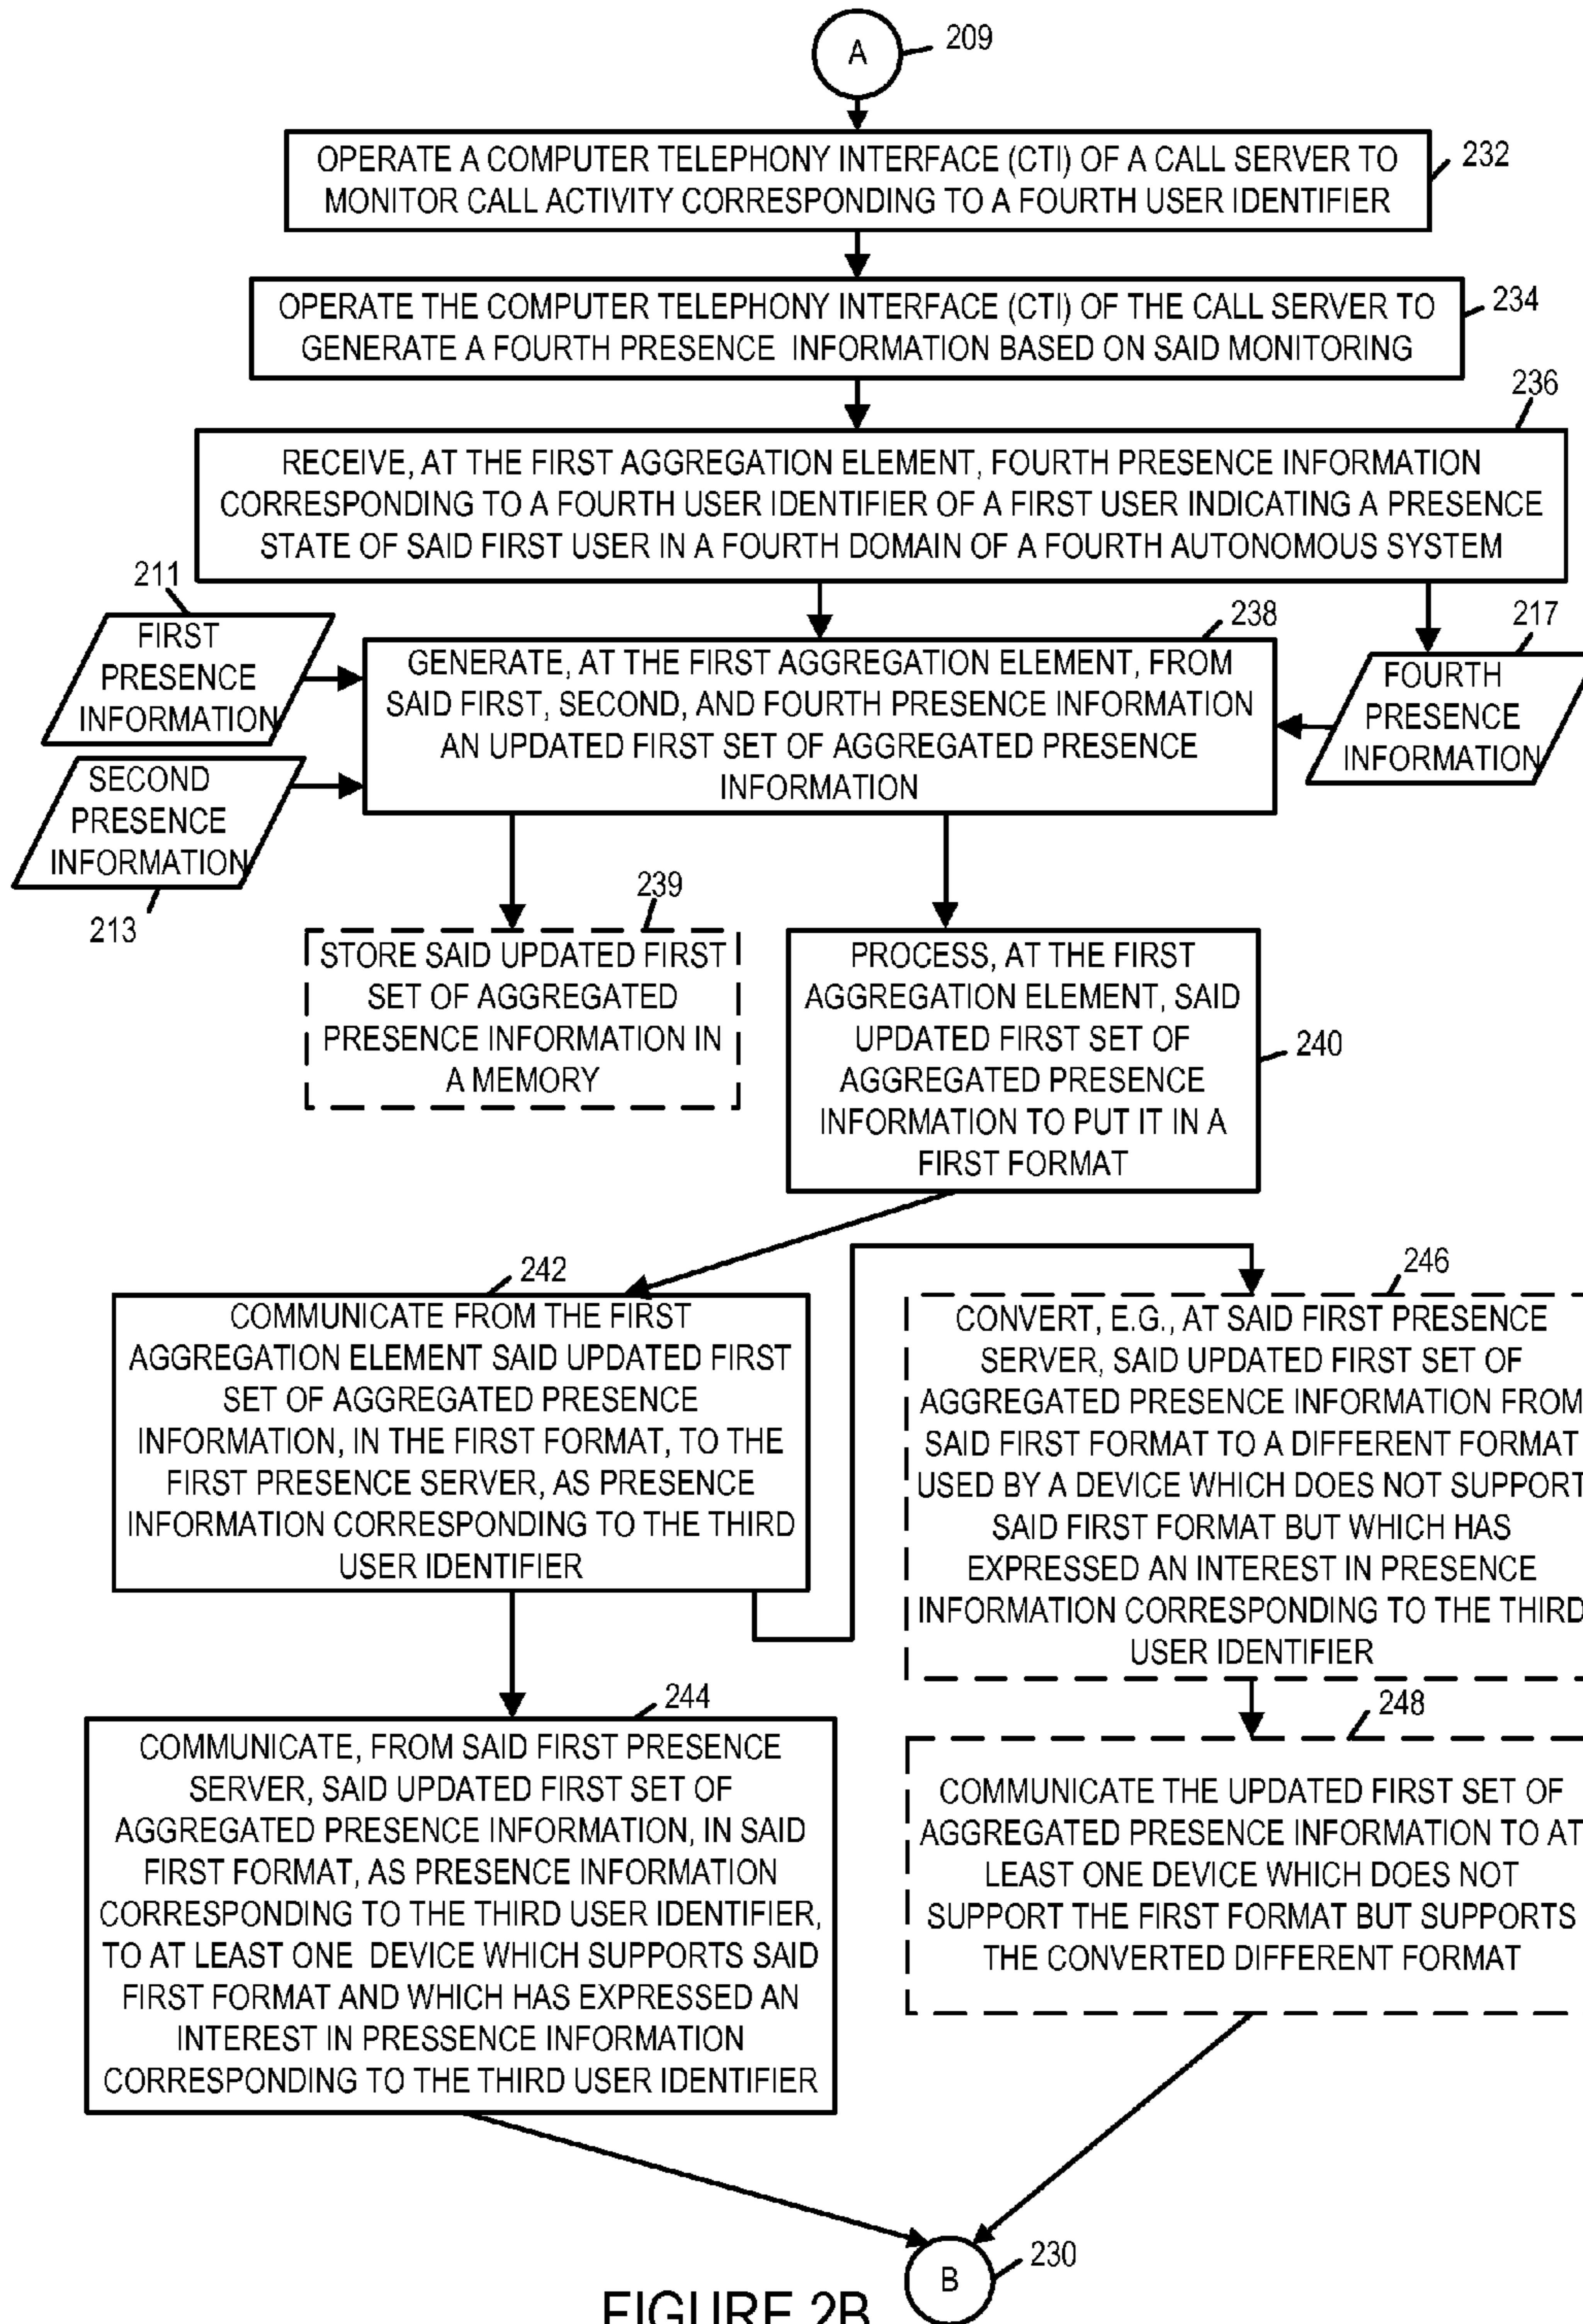 A
209
OPERATE A COMPUTER TELEPHONY INTERFACE (CTI) OF A CALL SERVER TO
MONITOR CALL ACTIVITY CORRESPONDING TO A FOURTH USER IDENTIFIER
232
OPERATE THE COMPUTER TELEPHONY INTERFACE (CTI) OF THE CALL SERVER TO
GENERATE A FOURTH PRESENCE INFORMATION BASED ON SAID MONITORING
234
236
RECEIVE, AT THE FIRST AGGREGATION ELEMENT, FOURTH PRESENCE INFORMATION
CORRESPONDING TO A FOURTH USER IDENTIFIER OF A FIRST USER INDICATING A PRESENCE
STATE OF SAID FIRST USER IN A FOURTH DOMAIN OF A FOURTH AUTONOMOUS SYSTEM
211
FIRST
PRESENCE
INFORMATION
SECOND
PRESENCE
INFORMATION
213
238
GENERATE, AT THE FIRST AGGREGATION ELEMENT, FROM
SAID FIRST, SECOND, AND FOURTH PRESENCE INFORMATION
AN UPDATED FIRST SET OF AGGREGATED PRESENCE
INFORMATION
217
FOURTH
PRESENCE
INFORMATION
239
STORE SAID UPDATED FIRST
SET OF AGGREGATED
PRESENCE INFORMATION IN
A MEMORY
PROCESS, AT THE FIRST
AGGREGATION ELEMENT, SAID
UPDATED FIRST SET OF
AGGREGATED PRESENCE
INFORMATION TO PUT IT IN A
FIRST FORMAT
240
242
COMMUNICATE FROM THE FIRST
AGGREGATION ELEMENT SAID UPDATED FIRST
SET OF AGGREGATED PRESENCE
INFORMATION, IN THE FIRST FORMAT, TO THE
FIRST PRESENCE SERVER, AS PRESENCE
INFORMATION CORRESPONDING TO THE THIRD
USER IDENTIFIER
246
CONVERT, E.G., AT SAID FIRST PRESENCE
SERVER, SAID UPDATED FIRST SET OF
AGGREGATED PRESENCE INFORMATION FROM
SAID FIRST FORMAT TO A DIFFERENT FORMAT
USED BY A DEVICE WHICH DOES NOT SUPPORT
SAID FIRST FORMAT BUT WHICH HAS
EXPRESSED AN INTEREST IN PRESENCE
INFORMATION CORRESPONDING TO THE THIRD
USER IDENTIFIER
244
COMMUNICATE, FROM SAID FIRST PRESENCE
SERVER, SAID UPDATED FIRST SET OF
AGGREGATED PRESENCE INFORMATION, IN SAID
FIRST FORMAT, AS PRESENCE INFORMATION
CORRESPONDING TO THE THIRD USER IDENTIFIER,
TO AT LEAST ONE DEVICE WHICH SUPPORTS SAID
FIRST FORMAT AND WHICH HAS EXPRESSED AN
INTEREST IN PRESSENCE INFORMATION
CORRESPONDING TO THE THIRD USER IDENTIFIER
248
COMMUNICATE THE UPDATED FIRST SET OF
AGGREGATED PRESENCE INFORMATION TO AT
LEAST ONE DEVICE WHICH DOES NOT
SUPPORT THE FIRST FORMAT BUT SUPPORTS
THE CONVERTED DIFFERENT FORMAT
B
230
FIGURE 2B